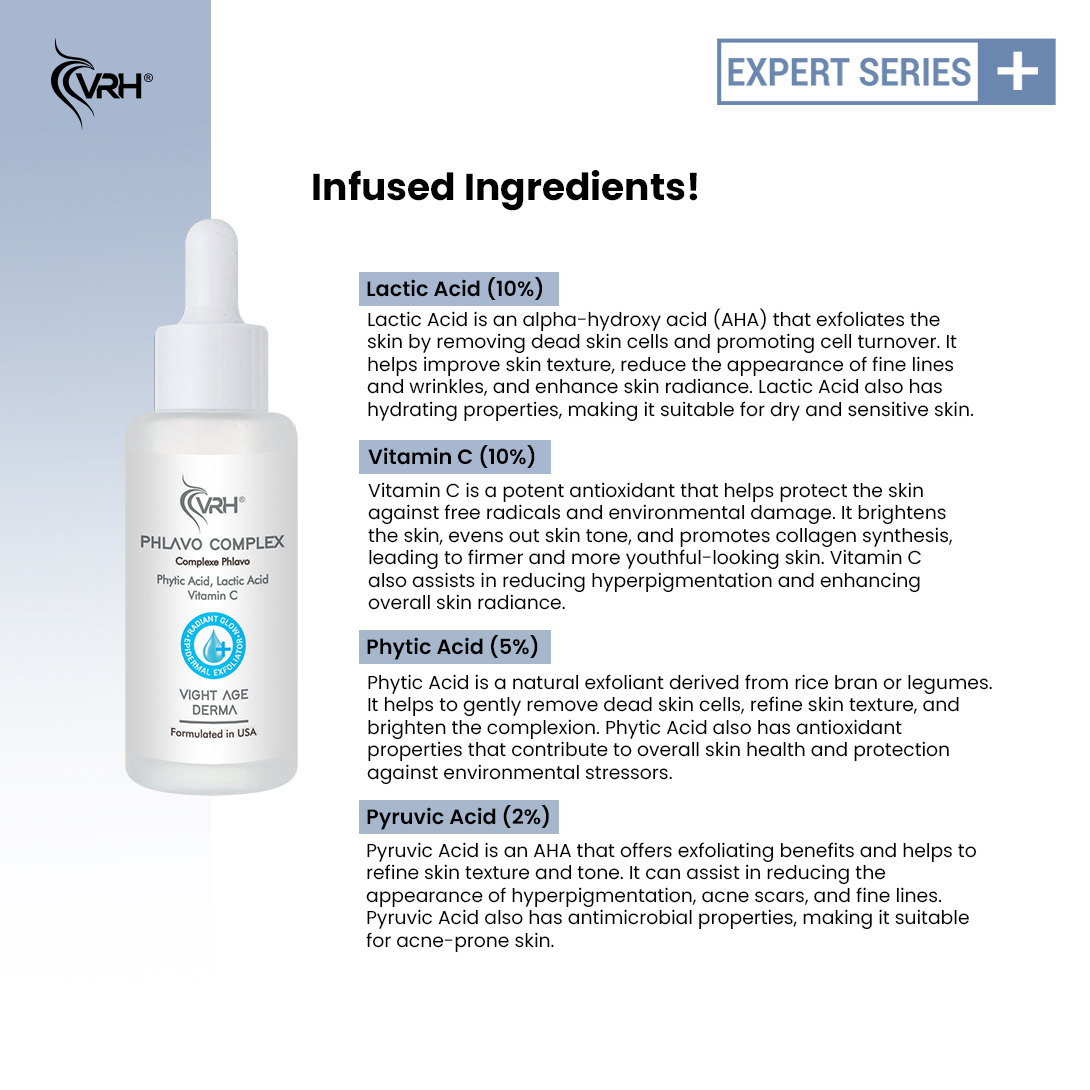 VRH®
EXPERT SERIES +
Infused Ingredients!
Lactic Acid (10%)
Lactic Acid is an alpha-hydroxy acid (AHA) that exfoliates the
skin by removing dead skin cells and promoting cell turnover. It
helps improve skin texture, reduce the appearance of fine lines
and wrinkles, and enhance skin radiance. Lactic Acid also has
hydrating properties, making it suitable for dry and sensitive skin.
Vitamin C (10%)
Vitamin C is a potent antioxidant that helps protect the skin
against free radicals and environmental damage. It brightens
the skin, evens out skin tone, and promotes collagen synthesis,
leading to firmer and more youthful-looking skin. Vitamin C
also assists in reducing hyperpigmentation and enhancing
overall skin radiance.
Phytic Acid (5%)
Phytic Acid is a natural exfoliant derived from rice bran or legumes.
It helps to gently remove dead skin cells, refine skin texture, and
brighten the complexion. Phytic Acid also has antioxidant
properties that contribute to overall skin health and protection
against environmental stressors.
Pyruvic Acid (2%)
Pyruvic Acid is an AHA that offers exfoliating benefits and helps to
refine skin texture and tone. It can assist in reducing the
appearance of hyperpigmentation, acne scars, and fine lines.
Pyruvic Acid also has antimicrobial properties, making it suitable
for acne-prone skin.
VRH®
PHLAVO COMPLEX
Complexe Phlavo
Phytic Acid, Lactic Acid
Vitamin C
•RADIANT GLOW•
EPIDERMAL EXFOLIATOR
VIGHT AGE
DERMA
Formulated in USA